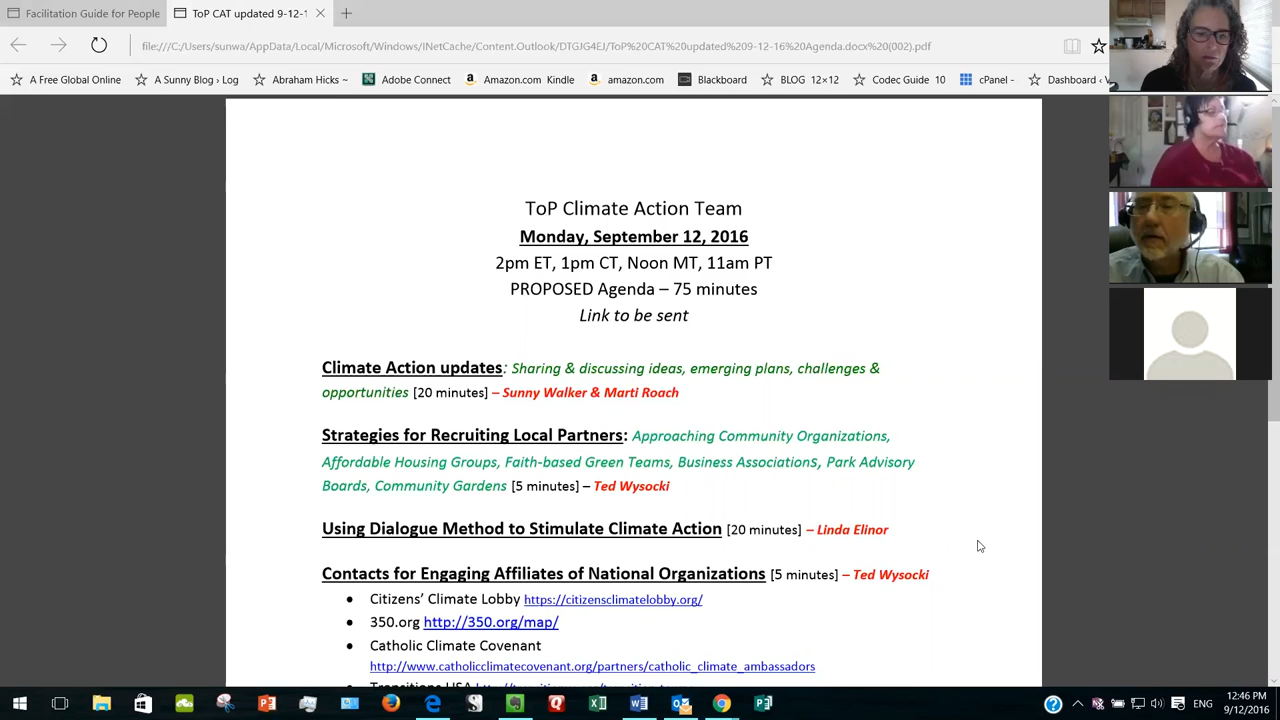 Facilitation Guide for People
ToP CAT updated 9-12-1
file:///C:/Users/sunwa/AppData/Local/Microsoft/Windows/INetCache/Content.Outlook/DTGJG4EJ/ToP%20CAT%20updated%209-12-16%20Agenda.docx%20(002).pdf
A Free Global Online
A Sunny Blog › Log
Abraham Hicks ~
Adobe Connect
Amazon.com Kindle
amazon.com
Blackboard
BLOG 12×12
Codec Guide 10
cPanel -
Dashboard ‹
ToP Climate Action Team
Monday, September 12, 2016
2pm ET, 1pm CT, Noon MT, 11am PT
PROPOSED Agenda – 75 minutes
Link to be sent
Climate Action updates: Sharing & discussing ideas, emerging plans, challenges &
opportunities [20 minutes] – Sunny Walker & Marti Roach
Strategies for Recruiting Local Partners: Approaching Community Organizations,
Affordable Housing Groups, Faith-based Green Teams, Business Associations, Park Advisory
Boards, Community Gardens [5 minutes] – Ted Wysocki
Using Dialogue Method to Stimulate Climate Action [20 minutes] – Linda Elinor
Contacts for Engaging Affiliates of National Organizations [5 minutes] – Ted Wysocki
• Citizens’ Climate Lobby https://citizensclimatelobby.org/
• 350.org http://350.org/map/
• Catholic Climate Covenant
http://www.catholicclimatecovenant.org/partners/catholic_climate_ambassadors
12:46 PM
9/12/2016